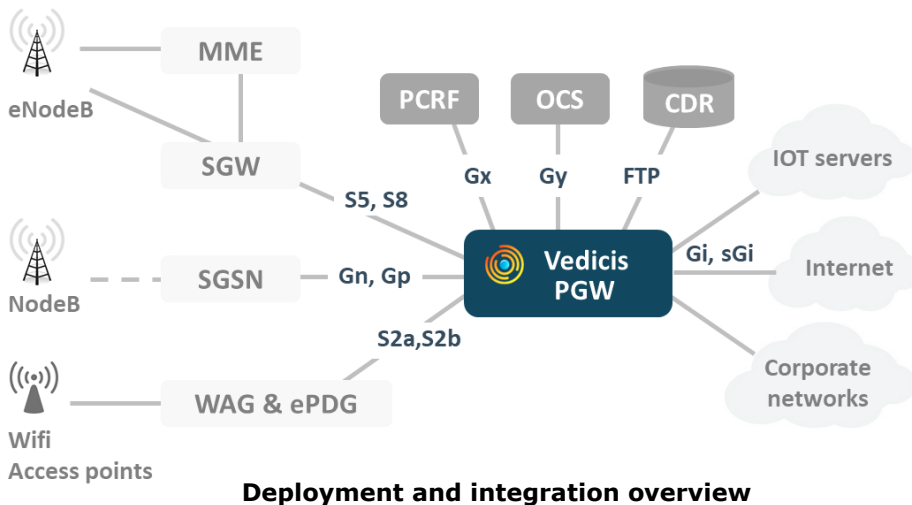 MME
eNodeB
PCRF
OCS
CDR
SGW
IOT servers
Gx
Gy
FTP
S5, S8
NodeB
SGSN
Gn, Gp
Vedicis
PGW
Gi, sGi
Internet
S2a,S2b
WAG & ePDG
Corporate
networks
Wifi
Access points
Deployment and integration overview